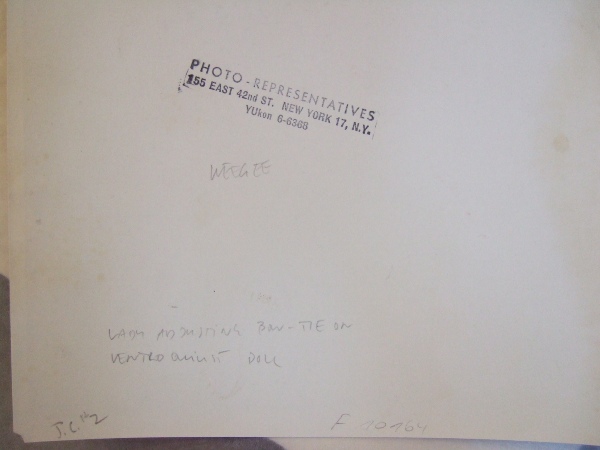 PHOTO-REPRESENTATIVES
155 EAST 42nd ST. NEW YORK 17, N.Y.
YUkon 6-6368
WEEGEE
LADY ADJUSTING BOW-TIE ON
VENTROQUIIST DOLL
F 10164